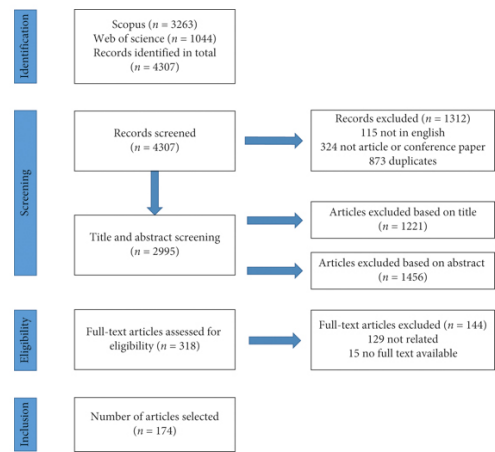 Identification
Scopus (n = 3263)
Web of science (n = 1044)
Records identified in total
(n = 4307)
Screening
Records screened
(n = 4307)
Records excluded (n = 1312)
115 not in english
324 not article or conference paper
873 duplicates
Title and abstract screening
(n = 2995)
Articles excluded based on title
(n = 1221)
Articles excluded based on abstract
(n = 1456)
Eligibility
Full-text articles assessed for
eligibility (n = 318)
Full-text articles excluded (n = 144)
129 not related
15 no full text available
Inclusion
Number of articles selected
(n = 174)